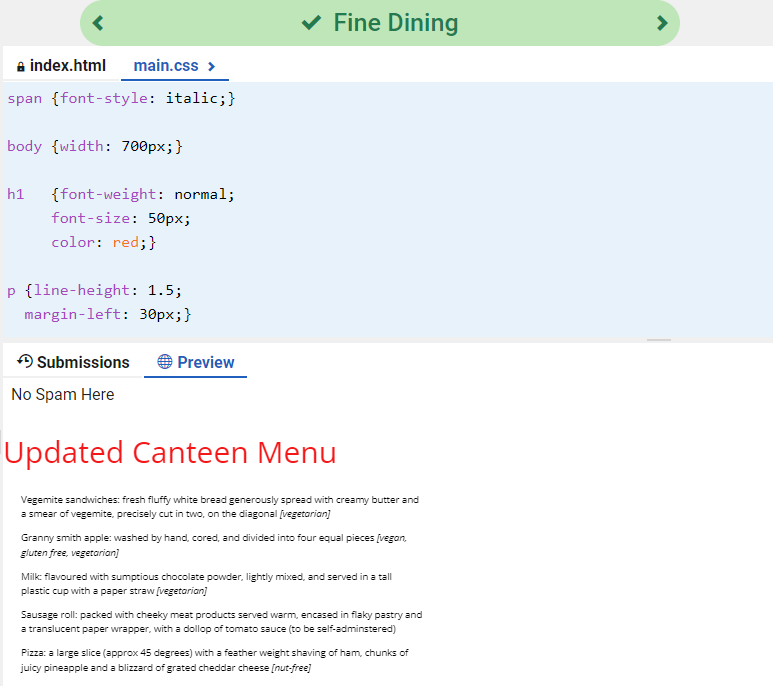 Fine Dining
index.html main.css
span {font-style: italic;}
body {width: 700px;}
h1 {font-weight: normal;
font-size: 50px;
color: red;}
p {line-height: 1.5;
margin-left: 30px;}
Submissions Preview
No Spam Here
Updated Canteen Menu
Vegemite sandwiches: fresh fluffy white bread generously spread with creamy butter and
a smear of vegemite, precisely cut in two, on the diagonal [vegetarian]
Granny smith apple: washed by hand, cored, and divided into four equal pieces [vegan,
gluten free, vegetarian]
Milk: flavoured with sumptious chocolate powder, lightly mixed, and served in a tall
plastic cup with a paper straw [vegetarian]
Sausage roll: packed with cheeky meat products served warm, encased in flaky pastry and
a translucent paper wrapper, with a dollop of tomato sauce (to be self-adminstered)
Pizza: a large slice (approx 45 degrees) with a feather weight shaving of ham, chunks of
juicy pineapple and a blizzard of grated cheddar cheese [nut-free]